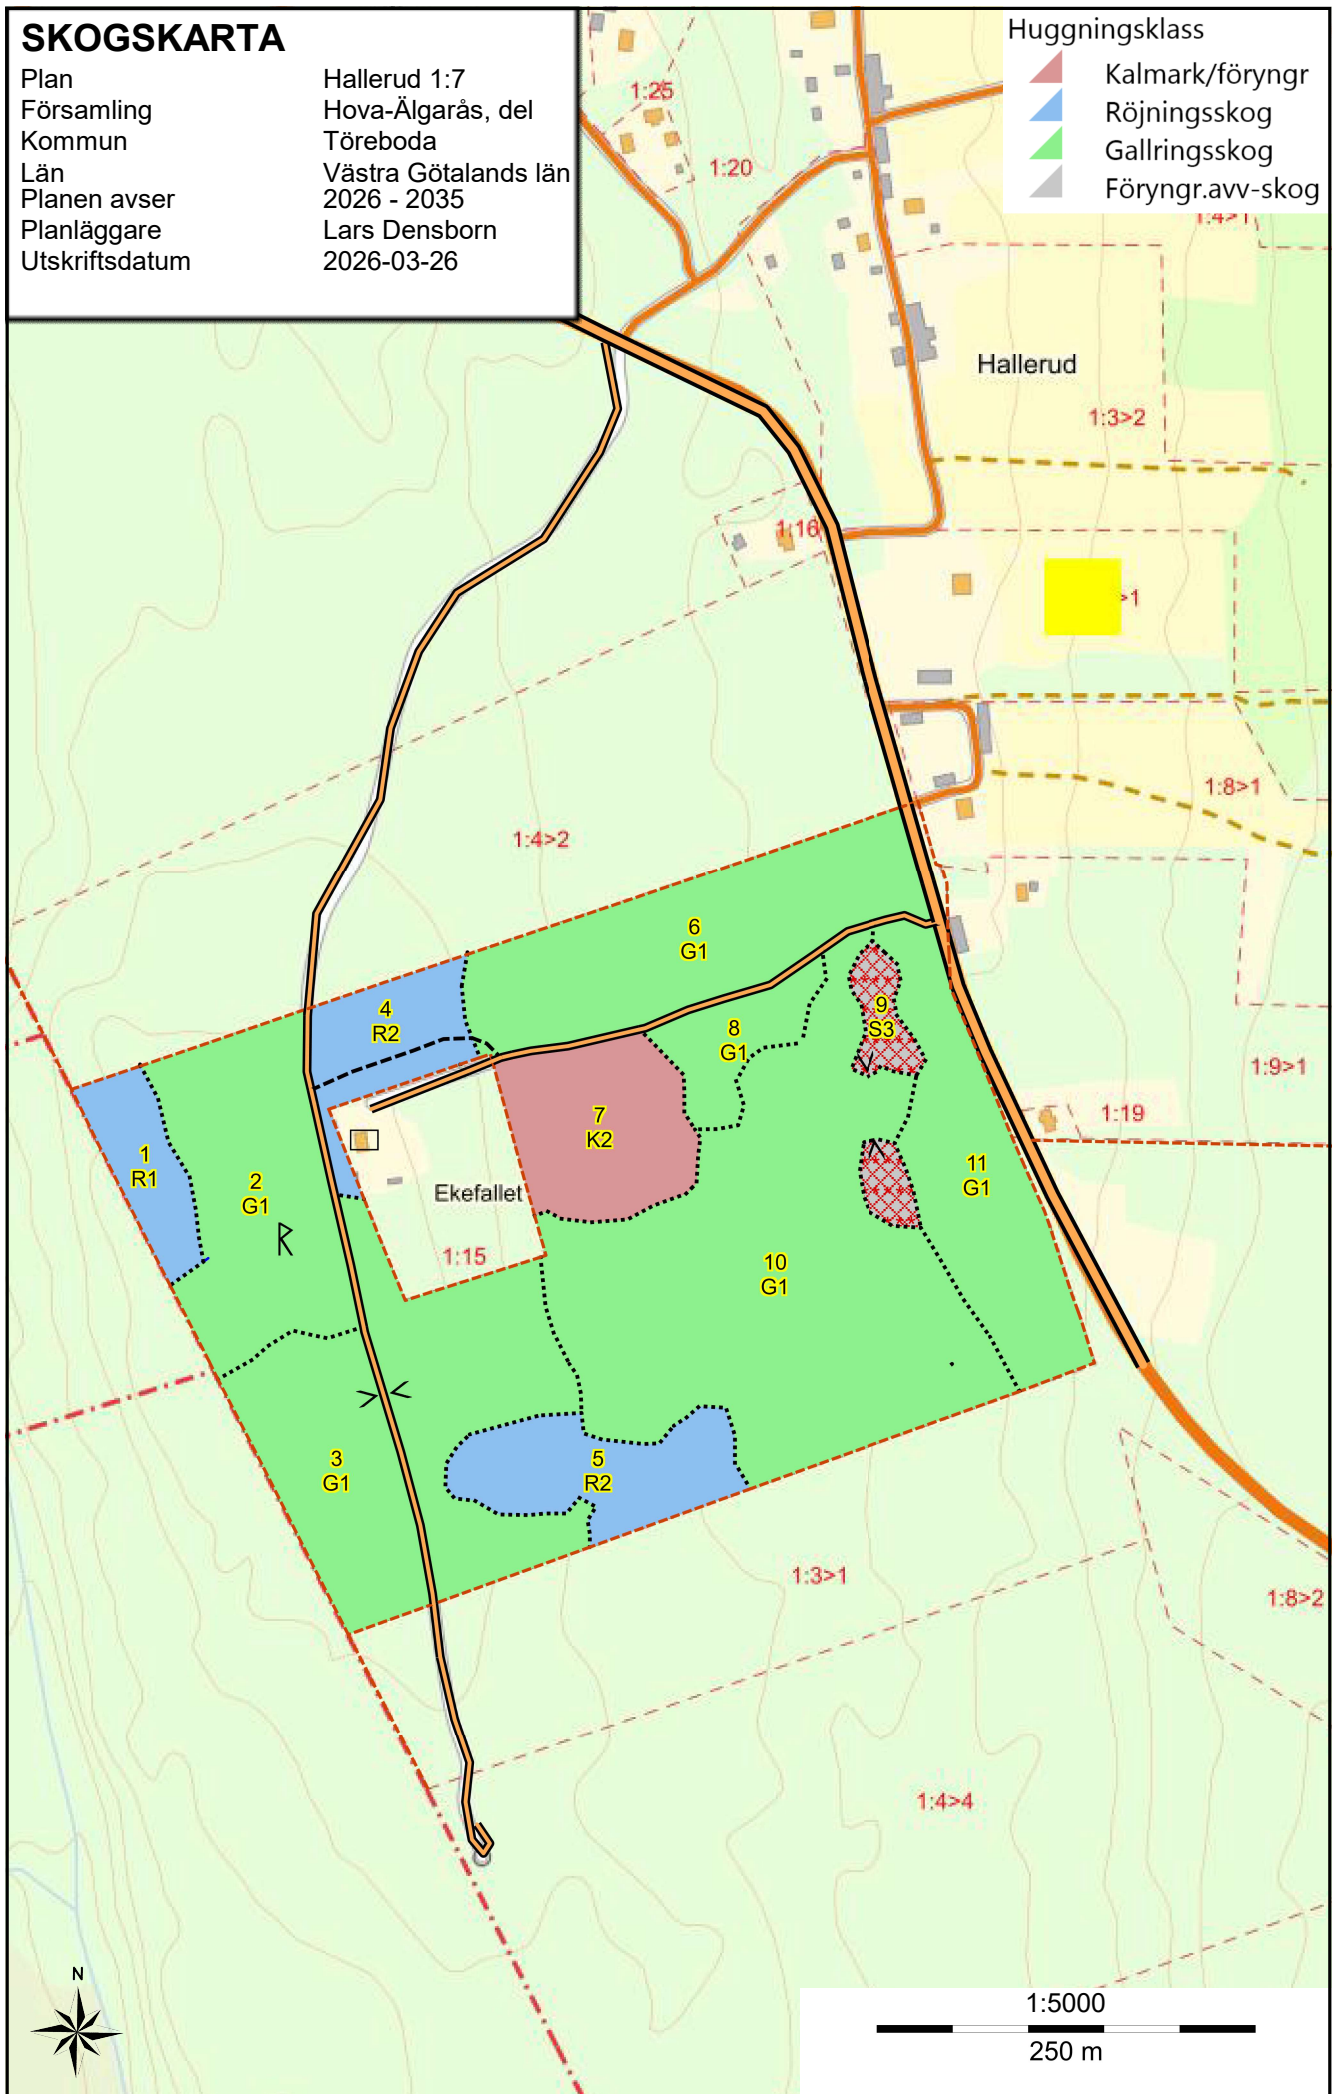 SKOGSKARTA
Plan Hallerud 1:7
Församling Hova-Älgarås, del
Kommun Töreboda
Län Västra Götalands län
Planen avser 2026 - 2035
Planläggare Lars Densborn
Utskriftsdatum 2026-03-26
Huggningsklass
Kalmark/föryngr
Röjningsskog
Gallringsskog
Föryngr.avv-skog
1:25
1:20
1:4>1
Hallerud
1:3>2
1:16
>1
1:8>1
1:4>2
6
G1
4
R2
8
G1
9
S3
1:9>1
7
K2
1:19
1
R1
2
G1
11
G1
Ekefallet
R
1:15
10
G1
3
G1
5
R2
1:3>1
1:8>2
1:4>4
N
1:5000
250 m